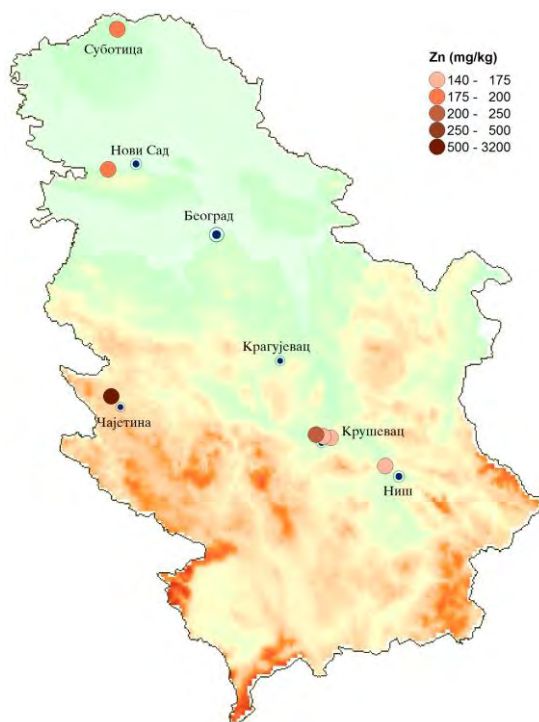 Суботица
Zn (mg/kg)
140 - 175
175 - 200
200 - 250
250 - 500
500 - 3200
Нови Сад
Београд
Крагујевац
Чајетина
Крушевац
Ниш